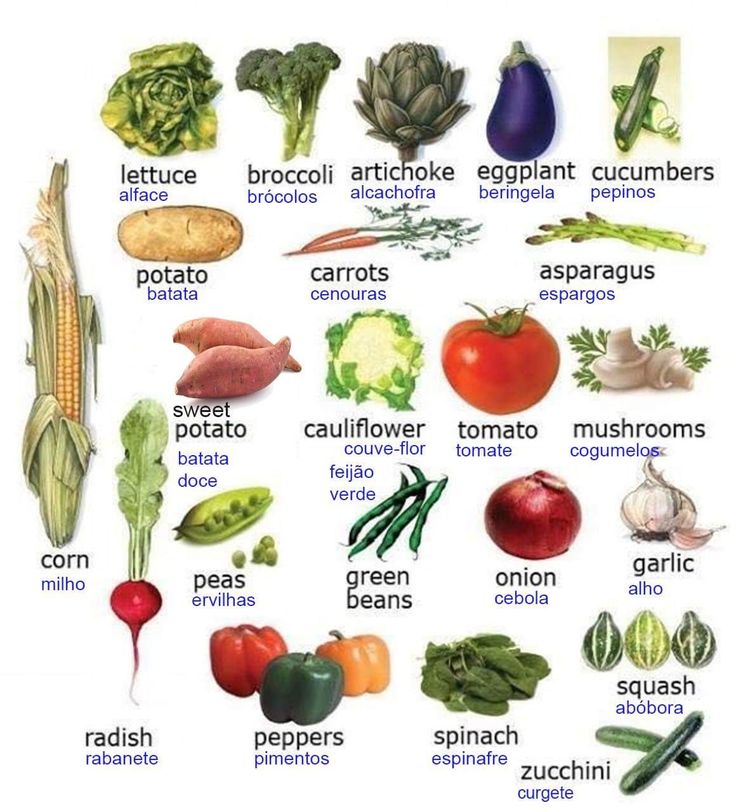 lettuce
alface
broccoli
brócolos
artichoke
alcachofra
eggplant
beringela
cucumbers
pepinos
potato
batata
carrots
cenouras
asparagus
espargos
sweet
potato
batata
doce
cauliflower
couve-flor
tomato
tomate
mushrooms
cogumelos
corn
milho
peas
ervilhas
feijão
verde
green
beans
onion
cebola
garlic
alho
radish
rabanete
peppers
pimentos
spinach
espinafre
squash
abóbora
zucchini
curgete